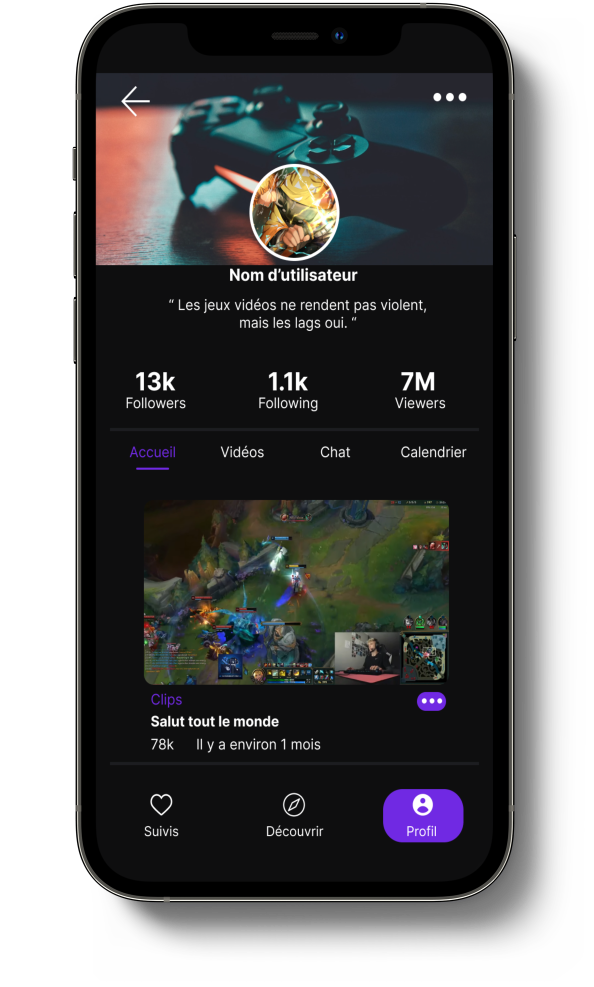 Nom d'utilisateur
“ Les jeux vidéos ne rendent pas violent,
mais les lags oui. “
13k
1.1k
7M
Followers
Following
Viewers
Accueil
Vidéos
Chat
Calendrier
Clips
Salut tout le monde
78k
Il y a environ 1 mois
Suivis
Découvrir
Profil